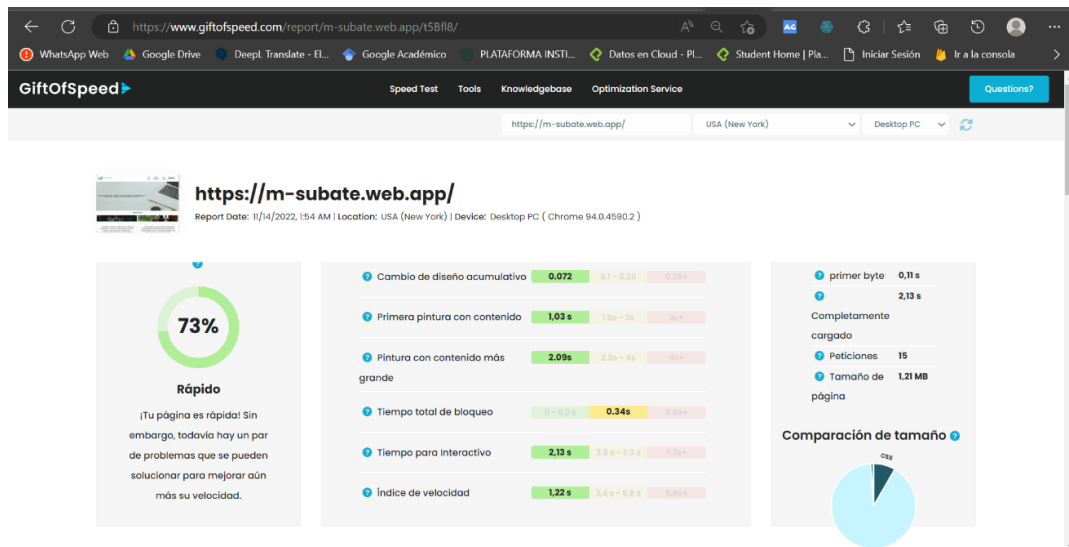 https://www.giftofspeed.com/report/m-subate.web.app/t5Bfl8/
WhatsApp Web Google Drive DeepL Translate - El... Google Académico PLATAFORMA INSTI... Datos en Cloud - Pl... Student Home | Pla... Iniciar Sesión Ir a la consola
GiftOfSpeed Speed Test Tools Knowledgebase Optimization Service Questions?
https://m-subate.web.app/ USA (New York) Desktop PC
https://m-subate.web.app/
Report Date: 11/14/2022, 1:54 AM | Location: USA (New York) | Device: Desktop PC ( Chrome 94.0.4590.2 )
73%
Rápido
¡Tu página es rápida! Sin
embargo, todavía hay un par
de problemas que se pueden
solucionar para mejorar aún
más su velocidad.
Cambio de diseño acumulativo 0.072 0.1 - 0.25 0.25+
Primera pintura con contenido 1,03 s 1.8s - 3s 3s+
Pintura con contenido más 2.09s 2.5s - 4s 4s+
grande
Tiempo total de bloqueo 0 - 0,2 s 0.34s
Tiempo para Interactivo 2,13 s 3,8 s - 7,3 s 7.3s+
Índice de velocidad 1,22 s 3,4 s - 5,8 s 5.8s+
primer byte 0,11 s
2,13 s
Completamente
cargado
Peticiones 15
Tamaño de 1,21 MB
página
Comparación de tamaño
CSS